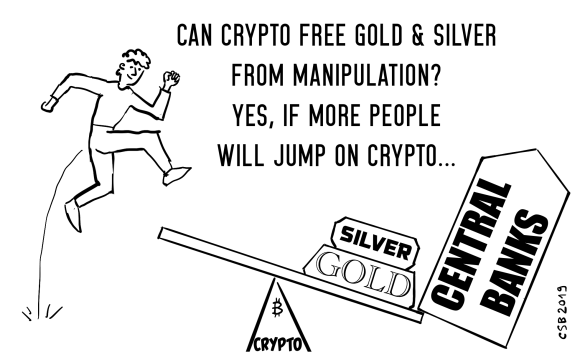 CAN CRYPTO FREE GOLD & SILVER
FROM MANIPULATION?
YES, IF MORE PEOPLE
WILL JUMP ON CRYPTO...
SILVER
GOLD
CENTRAL
BANKS
₿
CRYPTO
CSB 2019